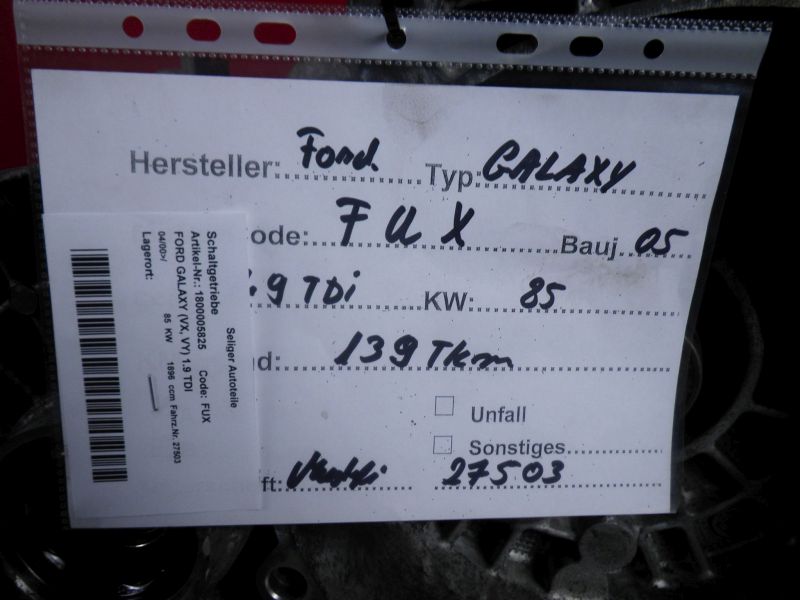 Hersteller: Ford Typ: GALAXY
ode: FUX Bauj. 05
.9 TDi KW: 85
d: 139 Tkm
Unfall
Sonstiges
ft: 27503
Seliger Autoteile
Schaltgetriebe
Artikel-Nr.: 1800005825 Code: FUX
FORD GALAXY (VX, VY) 1.9 TDI
04/00>/ 85 KW 1896 ccm Fahrz.Nr. 27503
Lagerort: